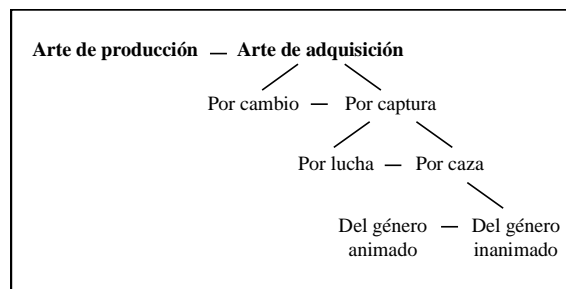 Arte de producción — Arte de adquisición
Por cambio — Por captura
Por lucha — Por caza
Del género — Del género
animado inanimado